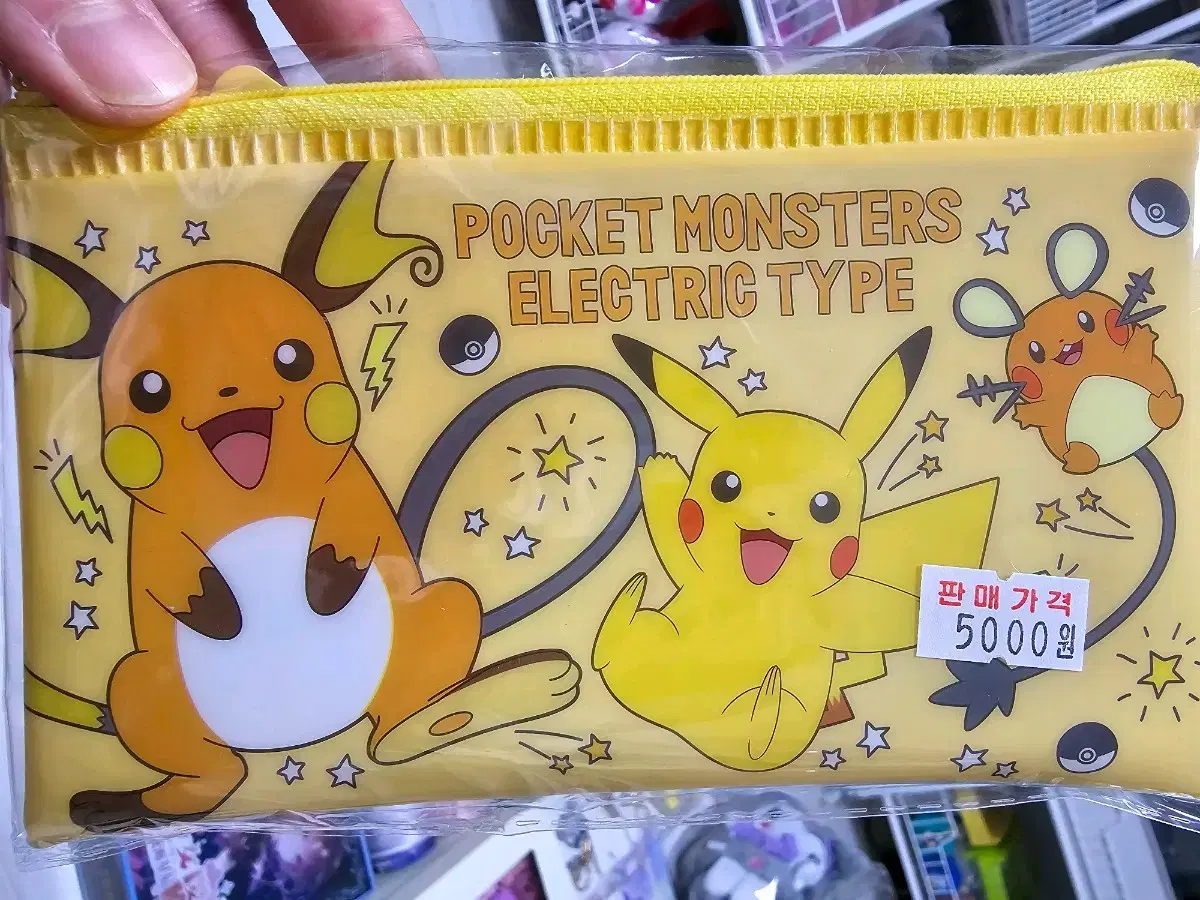 POCKET MONSTERS
ELECTRIC TYPE
판매가격
5000원